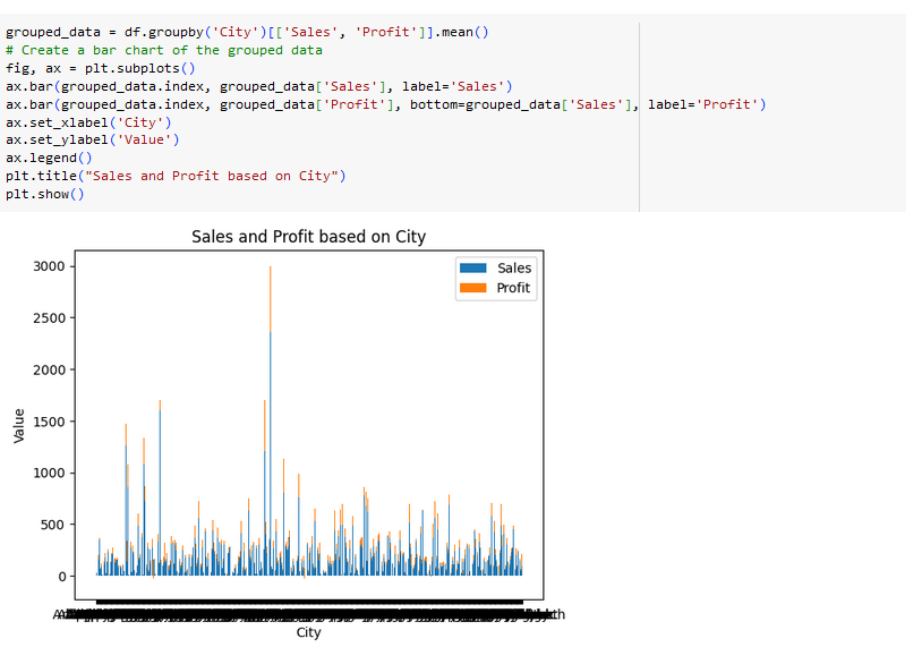 grouped_data = df.groupby('City')[['Sales', 'Profit']].mean()
# Create a bar chart of the grouped data
fig, ax = plt.subplots()
ax.bar(grouped_data.index, grouped_data['Sales'], label='Sales')
ax.bar(grouped_data.index, grouped_data['Profit'], bottom=grouped_data['Sales'], label='Profit')
ax.set_xlabel('City')
ax.set_ylabel('Value')
ax.legend()
plt.title("Sales and Profit based on City")
plt.show()
Sales and Profit based on City
Sales
Profit
3000
2500
2000
1500
1000
500
0
Value
City